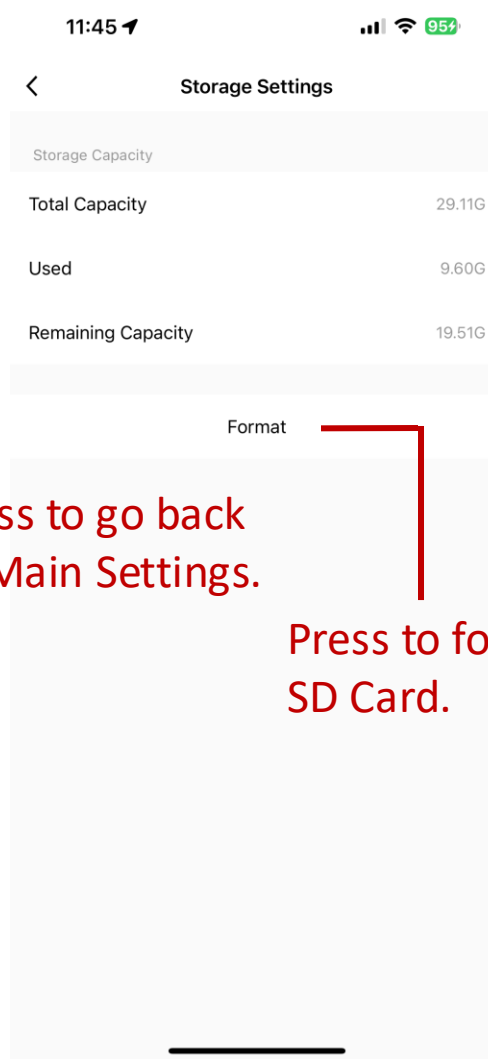 11:45
95
Storage Settings
Storage Capacity
Total Capacity 29.11G
Used 9.60G
Remaining Capacity 19.51G
Format
ss to go back
Main Settings.
Press to fo
SD Card.